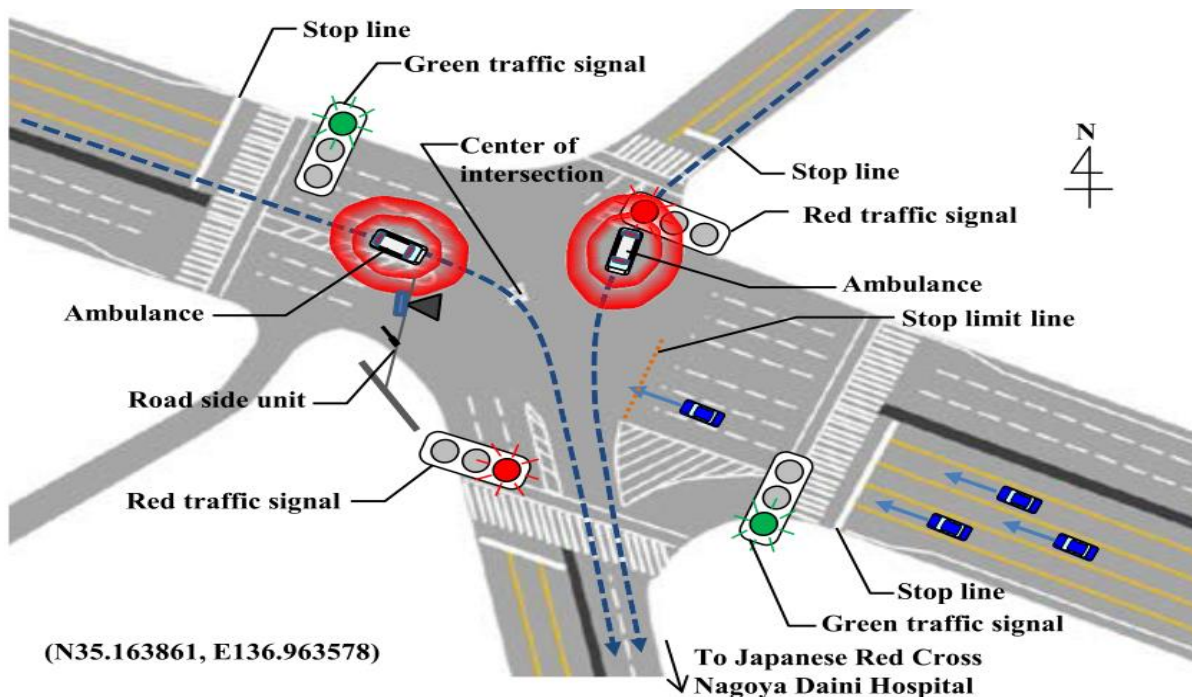 Stop line
Green traffic signal
Center of
intersection
N
Stop line
Red traffic signal
Ambulance
Ambulance
Stop limit line
Road side unit
Red traffic signal
Stop line
Green traffic signal
(N35.163861, E136.963578)
To Japanese Red Cross
Nagoya Daini Hospital